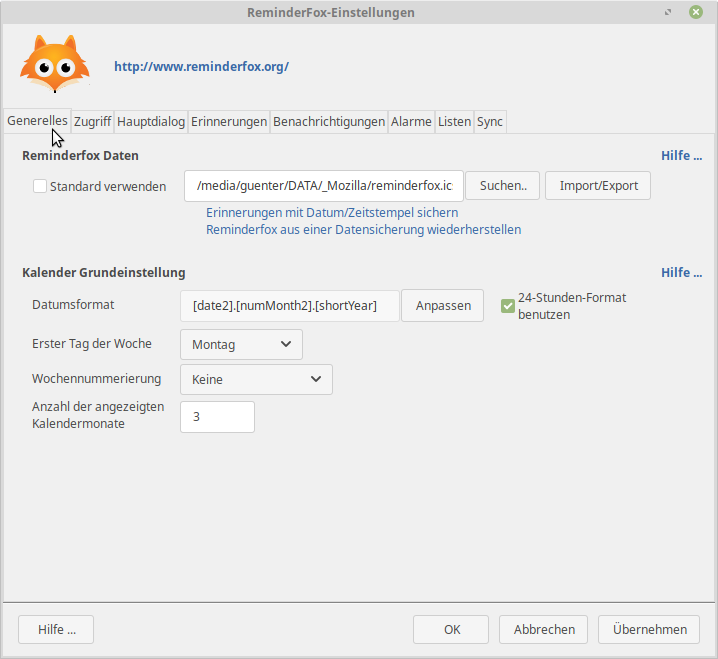 ReminderFox-Einstellungen
http://www.reminderfox.org/
Generelles Zugriff Hauptdialog Erinnerungen Benachrichtigungen Alarme Listen Sync
Reminderfox Daten Hilfe ...
Standard verwenden /media/guenter/DATA/_Mozilla/reminderfox.ic Suchen.. Import/Export
Erinnerungen mit Datum/Zeitstempel sichern
Reminderfox aus einer Datensicherung wiederherstellen
Kalender Grundeinstellung Hilfe ...
Datumsformat [date2].[numMonth2].[shortYear] Anpassen 24-Stunden-Format
benutzen
Erster Tag der Woche Montag
Wochennummerierung Keine
Anzahl der angezeigten
Kalendermonate 3
Hilfe ... OK Abbrechen Übernehmen